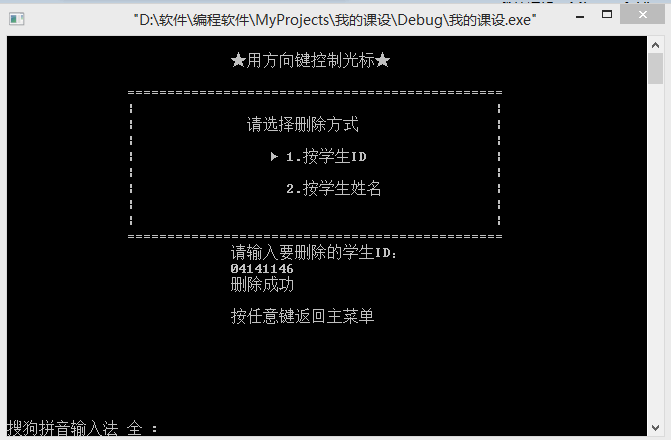 "D:\软件\编程软件\MyProjects\我的课设\Debug\我的课设.exe"
★用方向键控制光标★
请选择删除方式
1.按学生ID
2.按学生姓名
请输入要删除的学生ID:
04141146
删除成功
按任意键返回主菜单
搜狗拼音输入法 全 :